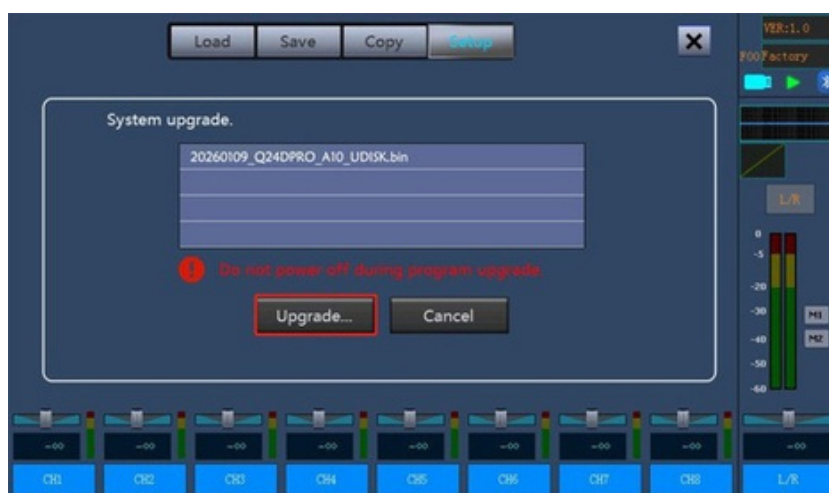 Load Save Copy Setup X
VER:1.0
F00Factory
System upgrade.
20260109_Q24DPRO_A10_UDISK.bin
! Do not power off during program upgrade.
Upgrade... Cancel
L/R
0
-5
-20
-30 M1
-40 M2
-50
-60
-∞ -∞ -∞ -∞ -∞ -∞ -∞ -∞ -∞
CH1 CH2 CH3 CH4 CH5 CH6 CH7 CH8 L/R